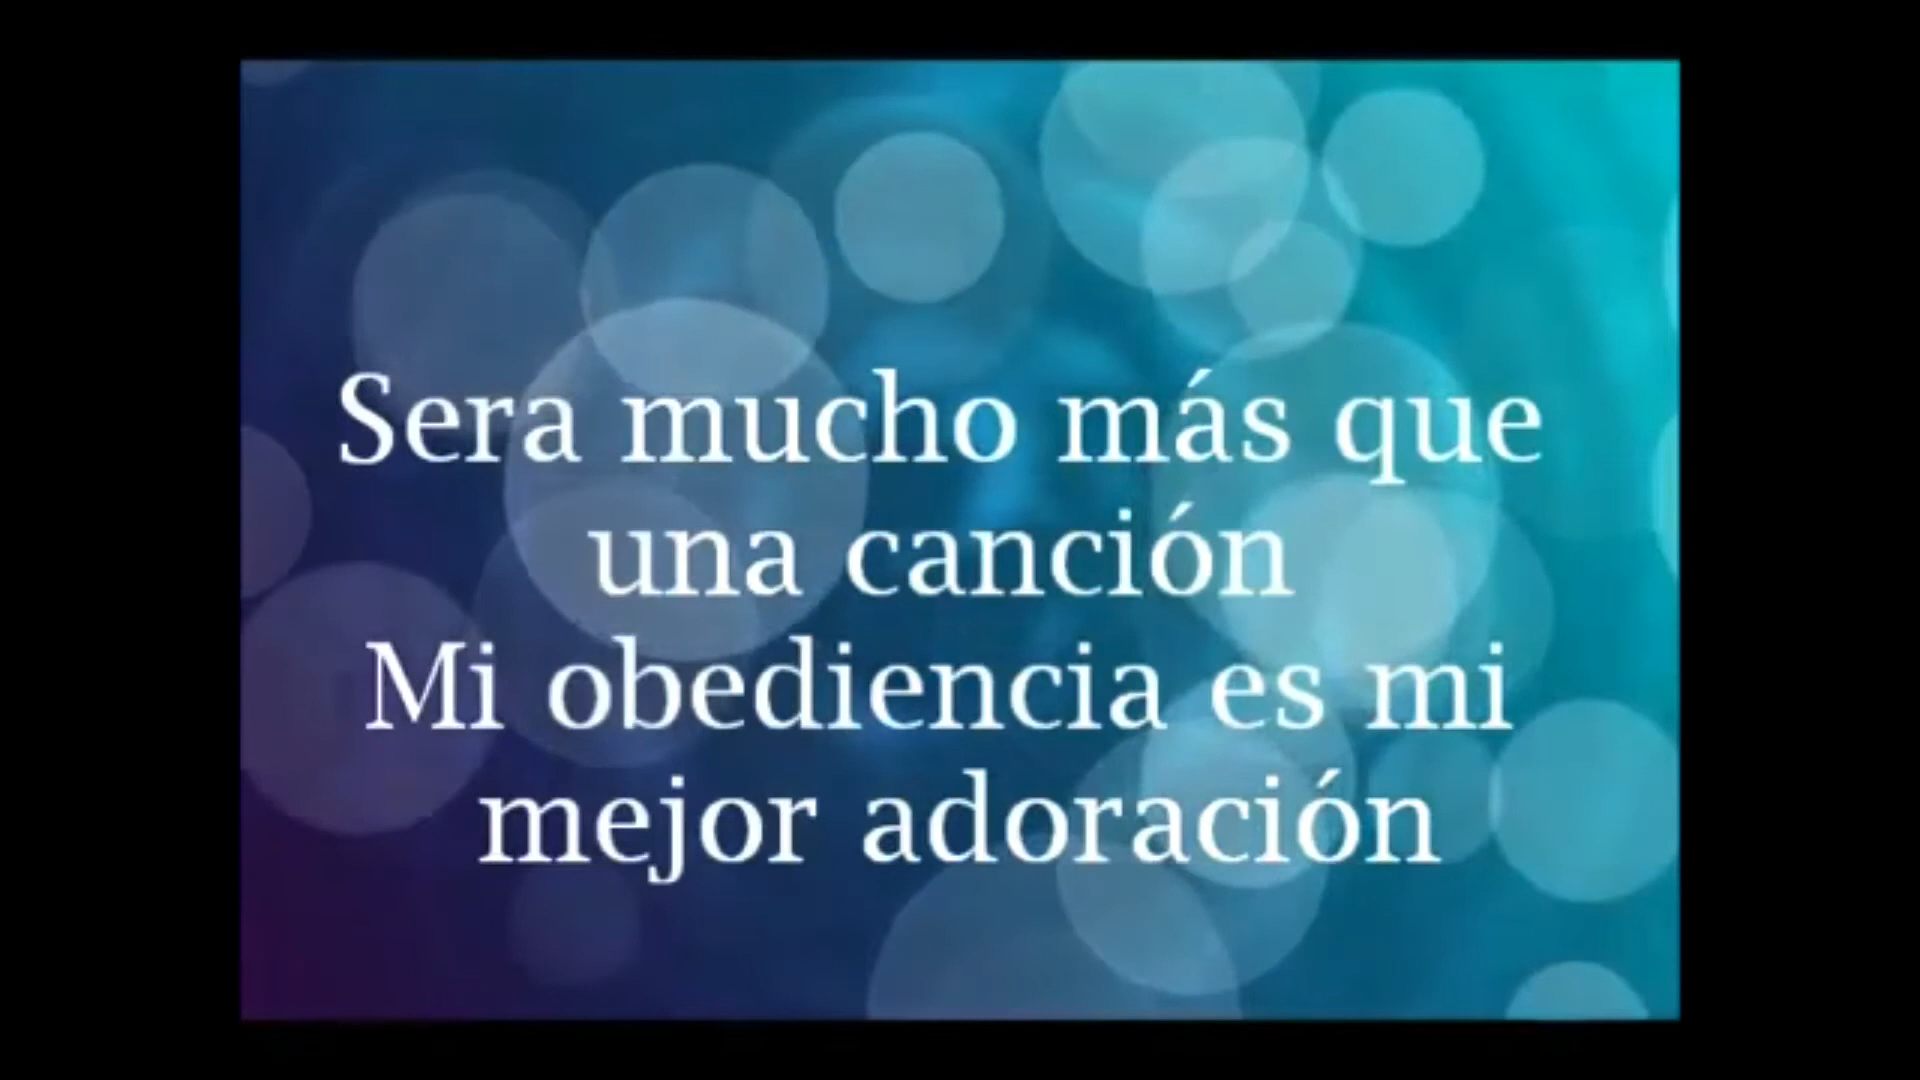 Sera mucho más que
una canción
Mi obediencia es mi
mejor adoración